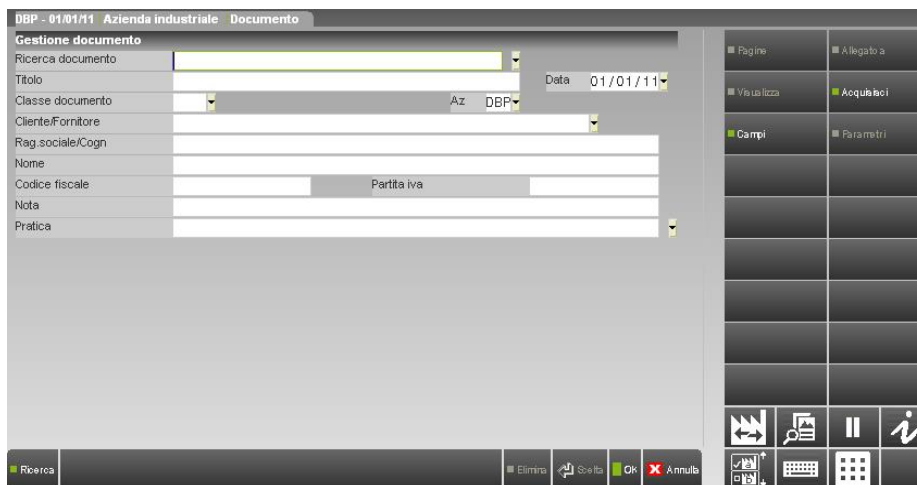 DBP - 01/01/11 Azienda industriale Documento
Gestione documento
Ricerca documento
Titolo Data 01/01/11
Classe documento Az DBP
Cliente/Fornitore
Rag.sociale/Cogn
Nome
Codice fiscale Partita iva
Nota
Pratica
Pagine Allegato a
Visualizza Acquisisci
Campi Parametri
Ricerca Elimina Scelta Ok Annulla